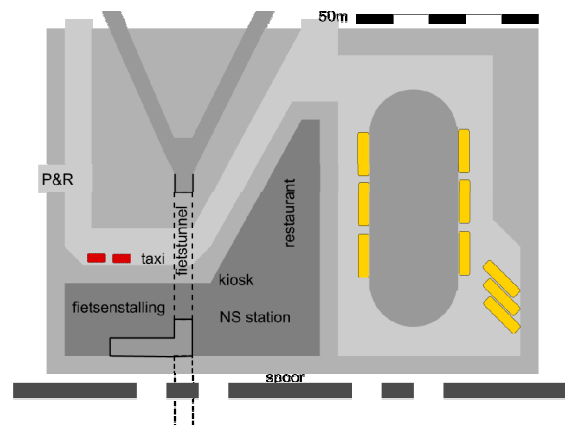 50m
P&R
restaurant
fietstunnel
taxi
kiosk
fietsenstalling
NS station
spoor